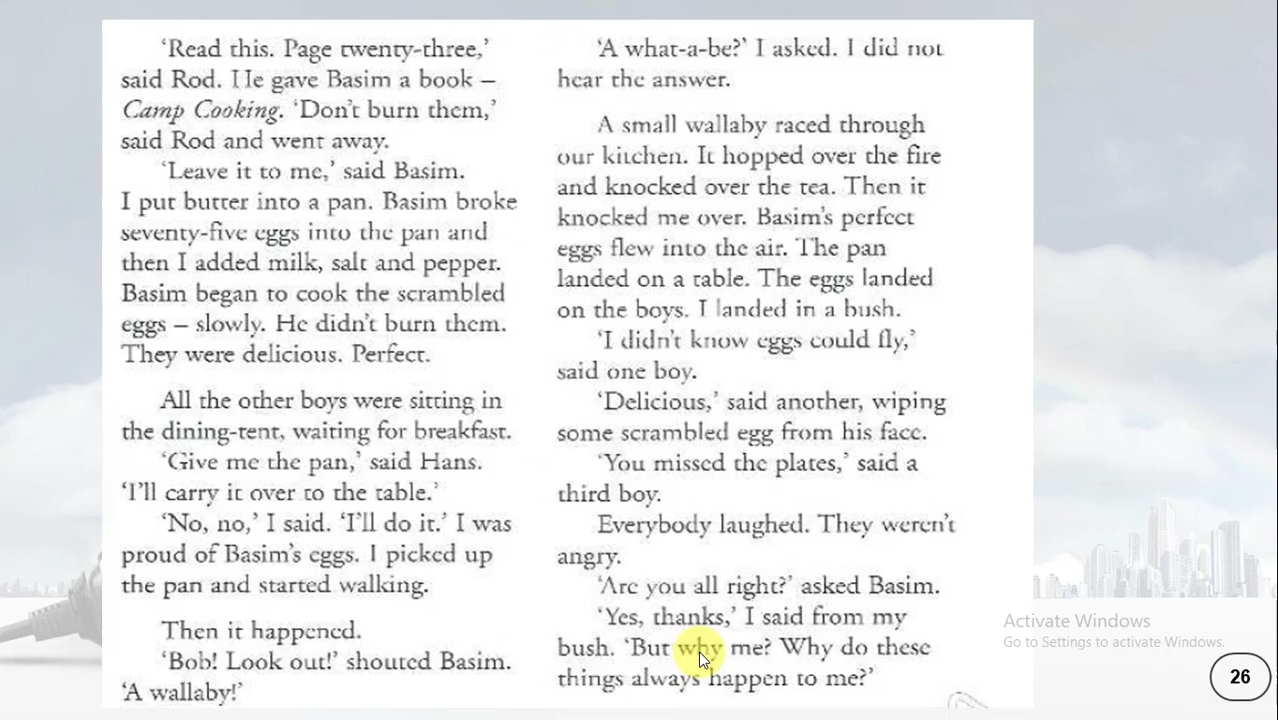 ‘Read this. Page twenty-three,’
said Rod. He gave Basim a book –
Camp Cooking. ‘Don’t burn them,’
said Rod and went away.
‘Leave it to me,’ said Basim.
I put butter into a pan. Basim broke
seventy-five eggs into the pan and
then I added milk, salt and pepper.
Basim began to cook the scrambled
eggs – slowly. He didn’t burn them.
They were delicious. Perfect.
All the other boys were sitting in
the dining-tent, waiting for breakfast.
‘Give me the pan,’ said Hans.
‘I’ll carry it over to the table.’
‘No, no,’ I said. ‘I’ll do it.’ I was
proud of Basim’s eggs. I picked up
the pan and started walking.
Then it happened.
‘Bob! Look out!’ shouted Basim.
‘A wallaby!’
‘A what-a-be?’ I asked. I did not
hear the answer.
A small wallaby raced through
our kitchen. It hopped over the fire
and knocked over the tea. Then it
knocked me over. Basim’s perfect
eggs flew into the air. The pan
landed on a table. The eggs landed
on the boys. I landed in a bush.
‘I didn’t know eggs could fly,’
said one boy.
‘Delicious,’ said another, wiping
some scrambled egg from his face.
‘You missed the plates,’ said a
third boy.
Everybody laughed. They weren’t
angry.
‘Are you all right?’ asked Basim.
‘Yes, thanks,’ I said from my
bush. ‘But why me? Why do these
things always happen to me?’
Activate Windows
Go to Settings to activate Windows.
26